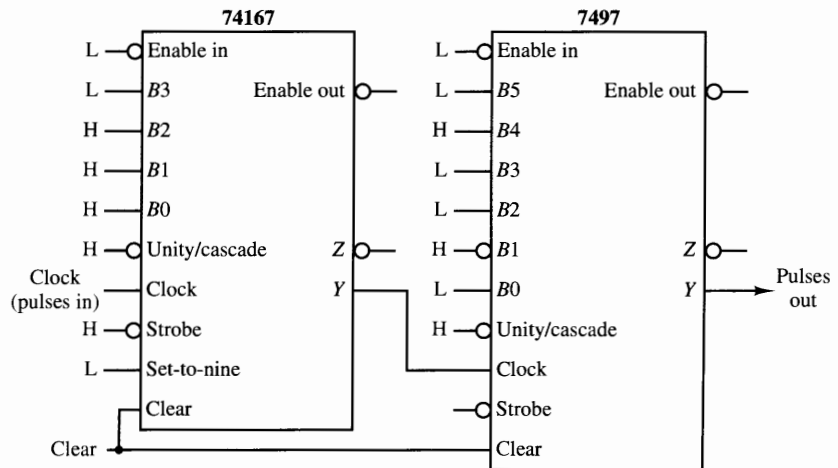 74167
L Enable in
L B3 Enable out
H B2
H B1
H B0
H Unity/cascade Z
Clock
(pulses in) Clock Y
H Strobe
L Set-to-nine
Clear
Clear
7497
L Enable in
L B5 Enable out
H B4
L B3
L B2
H B1 Z
L B0 Y
Pulses
out
H Unity/cascade
Clock
Strobe
Clear